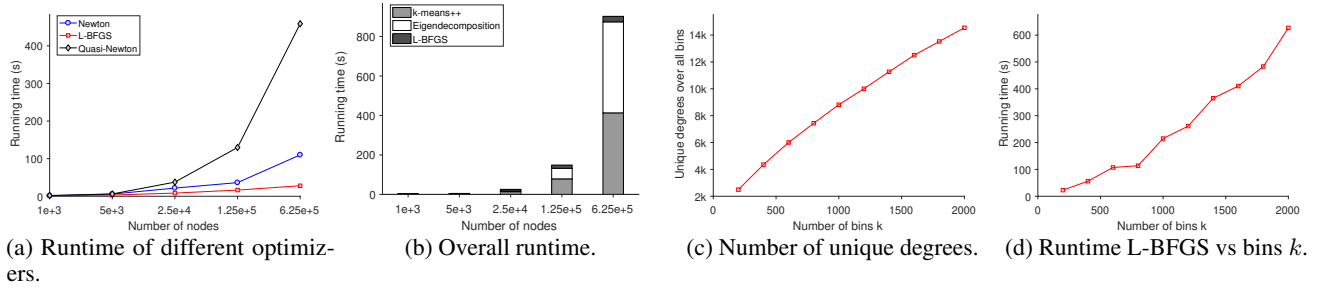 Newton
L-BFGS
Quasi-Newton
Running time (s)
400
300
200
100
0
1e+3 5e+3 2.5e+4 1.25e+5 6.25e+5
Number of nodes
(a) Runtime of different optimiz-
ers.
k-means++
Eigendecomposition
L-BFGS
Running time (s)
800
600
400
200
0
1e+3 5e+3 2.5e+4 1.25e+5 6.25e+5
Number of nodes
(b) Overall runtime.
Unique degrees over all bins
14k
12k
10k
8k
6k
4k
2k
0 500 1000 1500 2000
Number of bins k
(c) Number of unique degrees.
Running time (s)
600
500
400
300
200
100
0
0 500 1000 1500 2000
Number of bins k
(d) Runtime L-BFGS vs bins k.